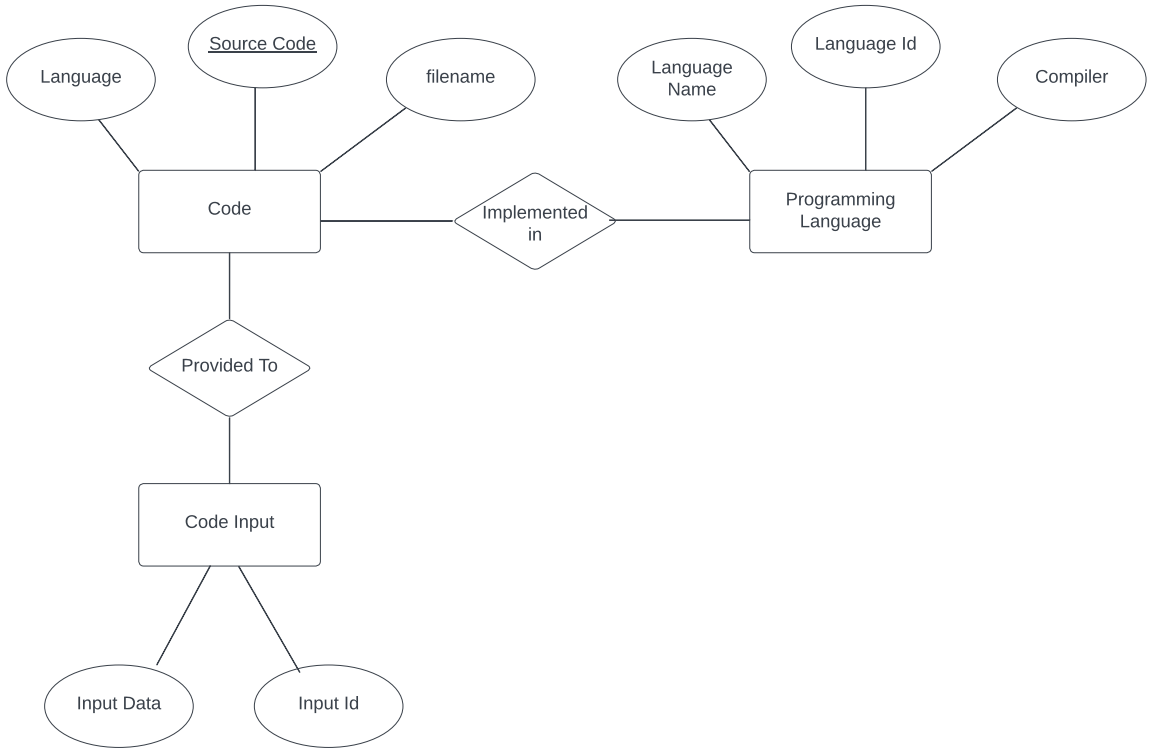 Language
Source Code
filename
Language
Name
Language Id
Compiler
Code
Implemented
in
Programming
Language
Provided To
Code Input
Input Data
Input Id